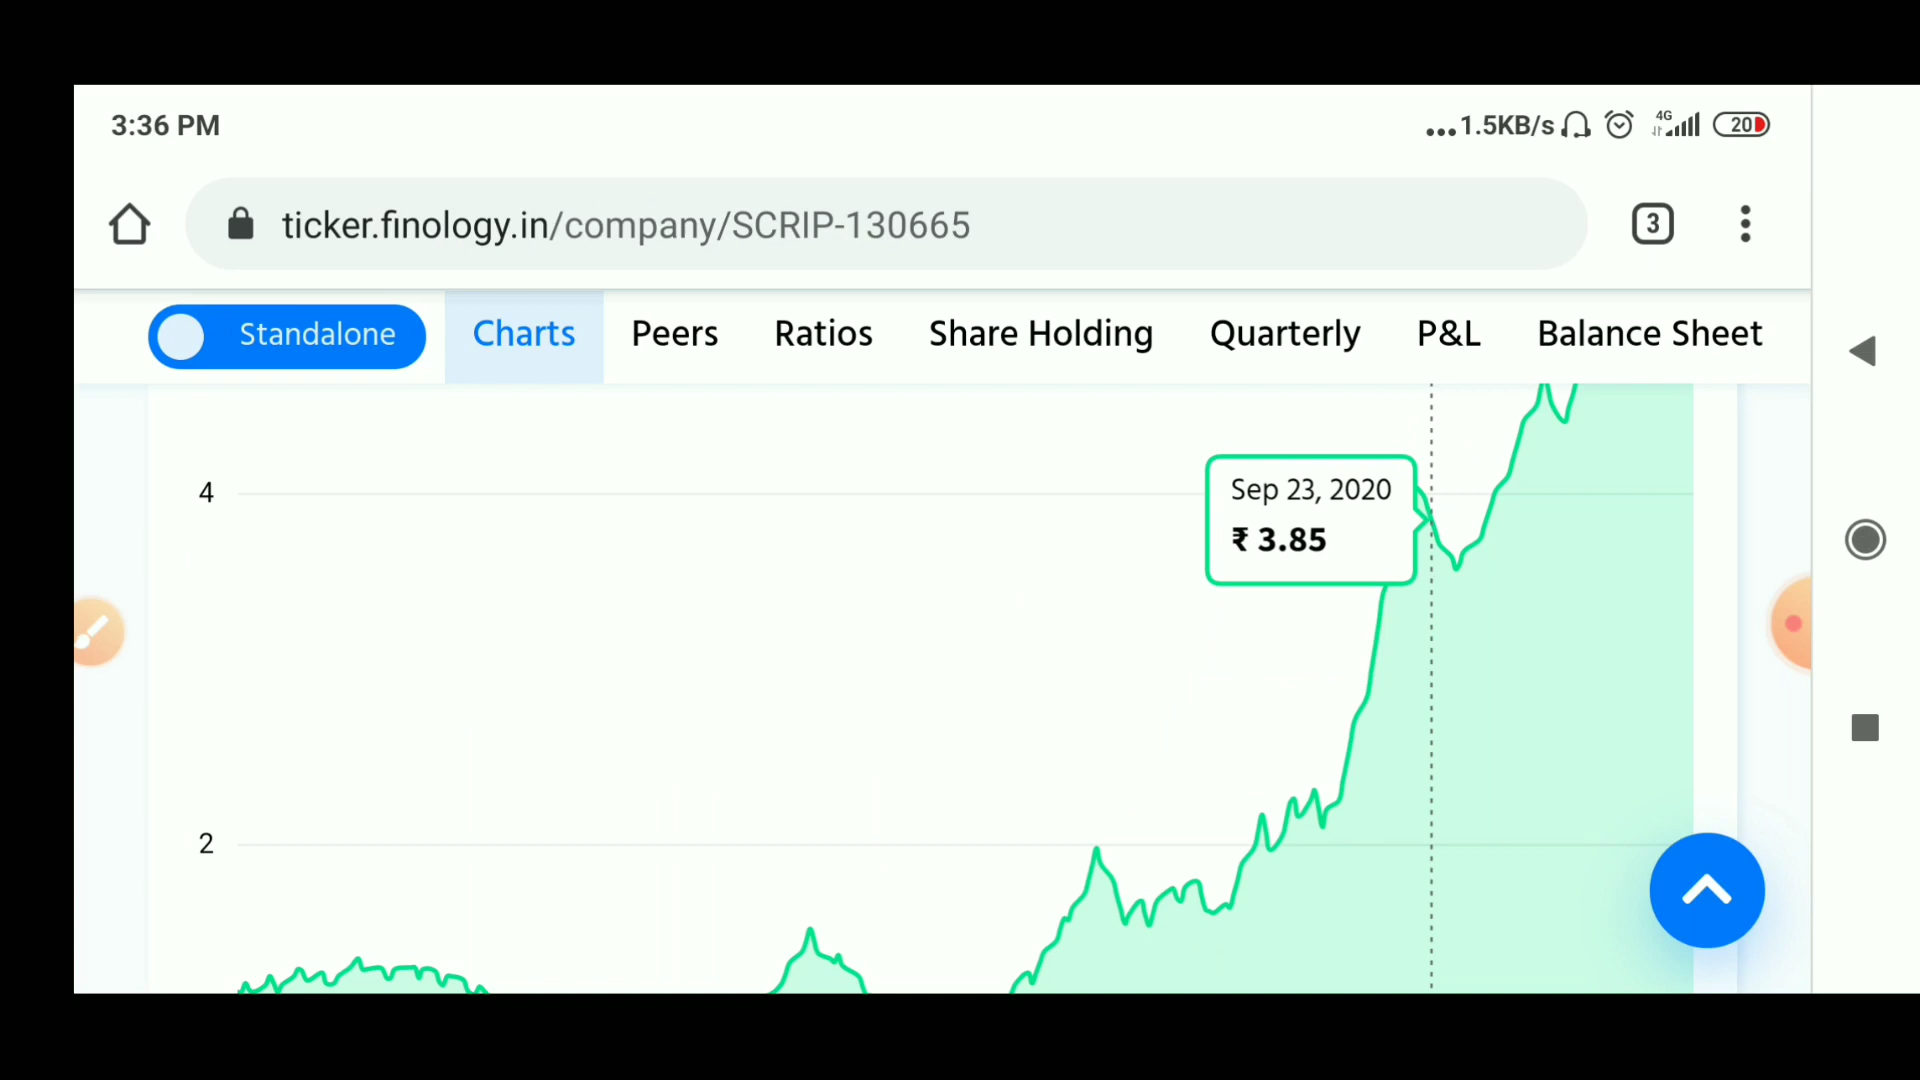 3:36 PM
...1.5KB/s 4G 20
ticker.finology.in/company/SCRIP-130665
3
Standalone Charts Peers Ratios Share Holding Quarterly P&L Balance Sheet
4
Sep 23, 2020
₹ 3.85
2